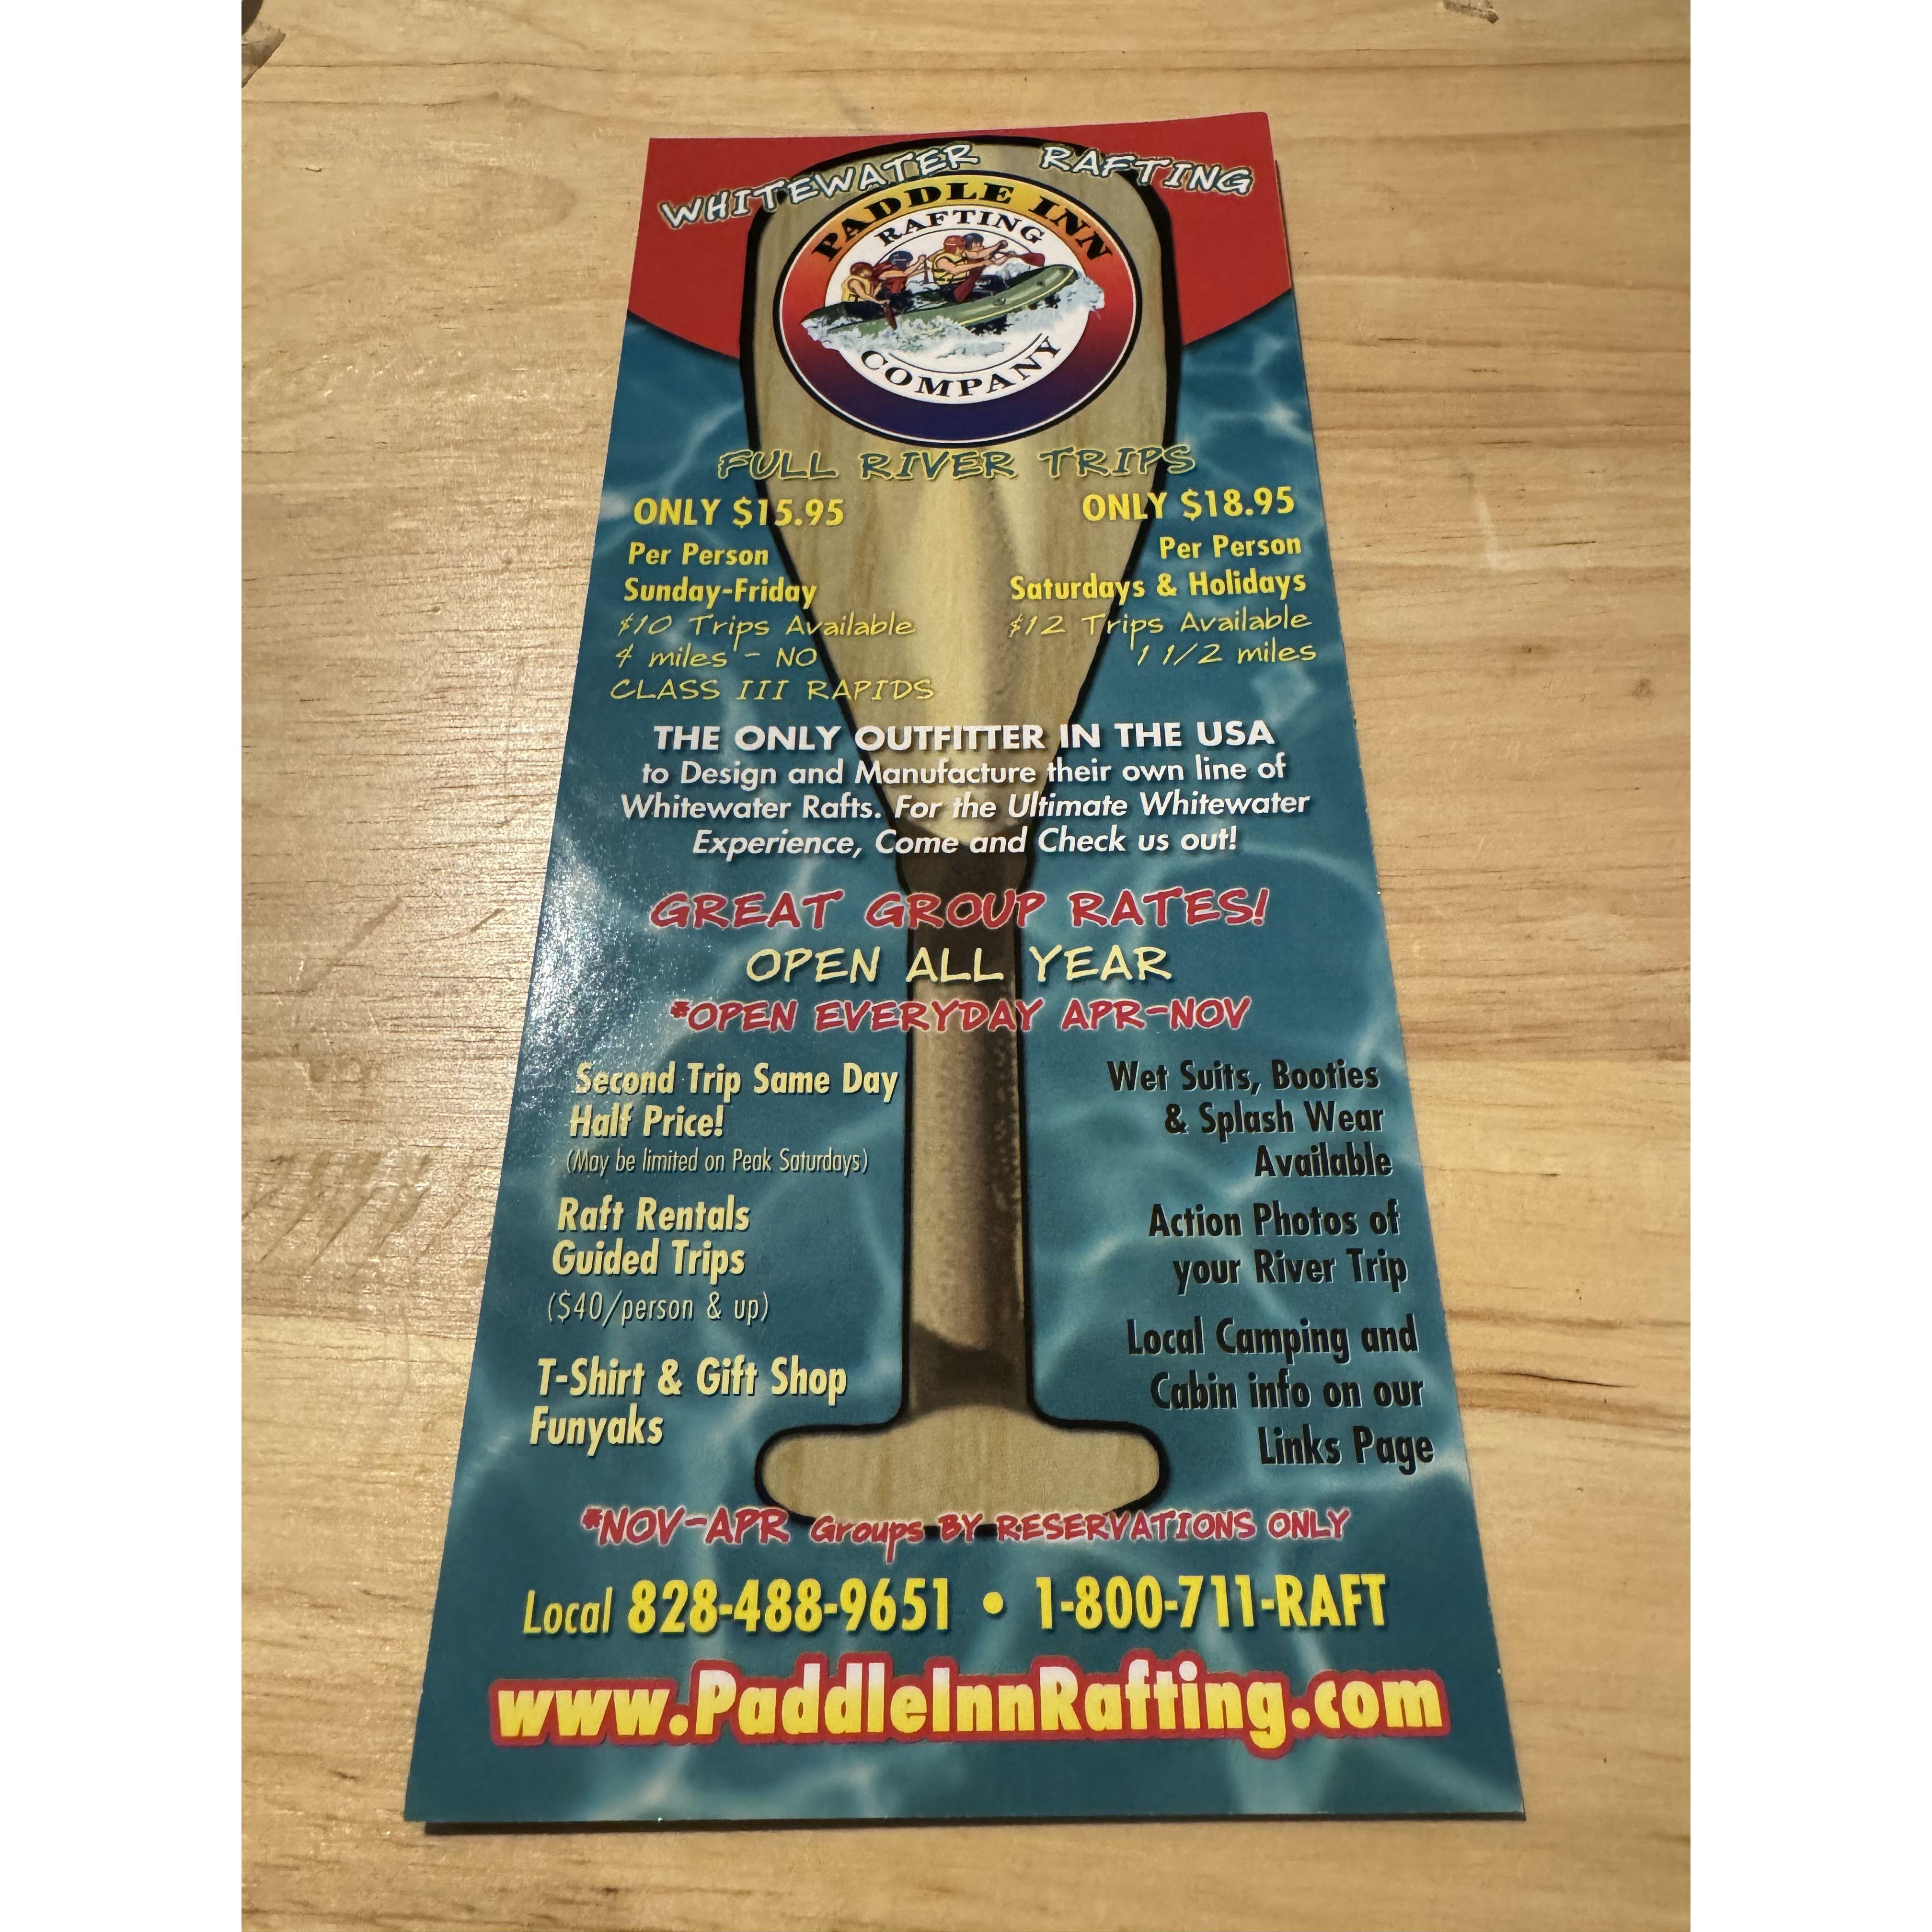 WHITEWATER RAFTING
PADDLE INN
RAFTING
COMPANY
FULL RIVER TRIPS
ONLY $15.95
Per Person
Sunday-Friday
$10 Trips Available
4 miles - NO
CLASS III RAPIDS
ONLY $18.95
Per Person
Saturdays & Holidays
$12 Trips Available
1 1/2 miles
THE ONLY OUTFITTER IN THE USA
to Design and Manufacture their own line of
Whitewater Rafts. For the Ultimate Whitewater
Experience, Come and Check us out!
GREAT GROUP RATES!
OPEN ALL YEAR
*OPEN EVERYDAY APR-NOV
Second Trip Same Day
Half Price!
(May be limited on Peak Saturdays)
Raft Rentals
Guided Trips
($40/person & up)
T-Shirt & Gift Shop
Funyaks
Wet Suits, Booties
& Splash Wear
Available
Action Photos of
your River Trip
Local Camping and
Cabin info on our
Links Page
*NOV-APR Groups BY RESERVATIONS ONLY
Local 828-488-9651 • 1-800-711-RAFT
www.PaddleInnRafting.com